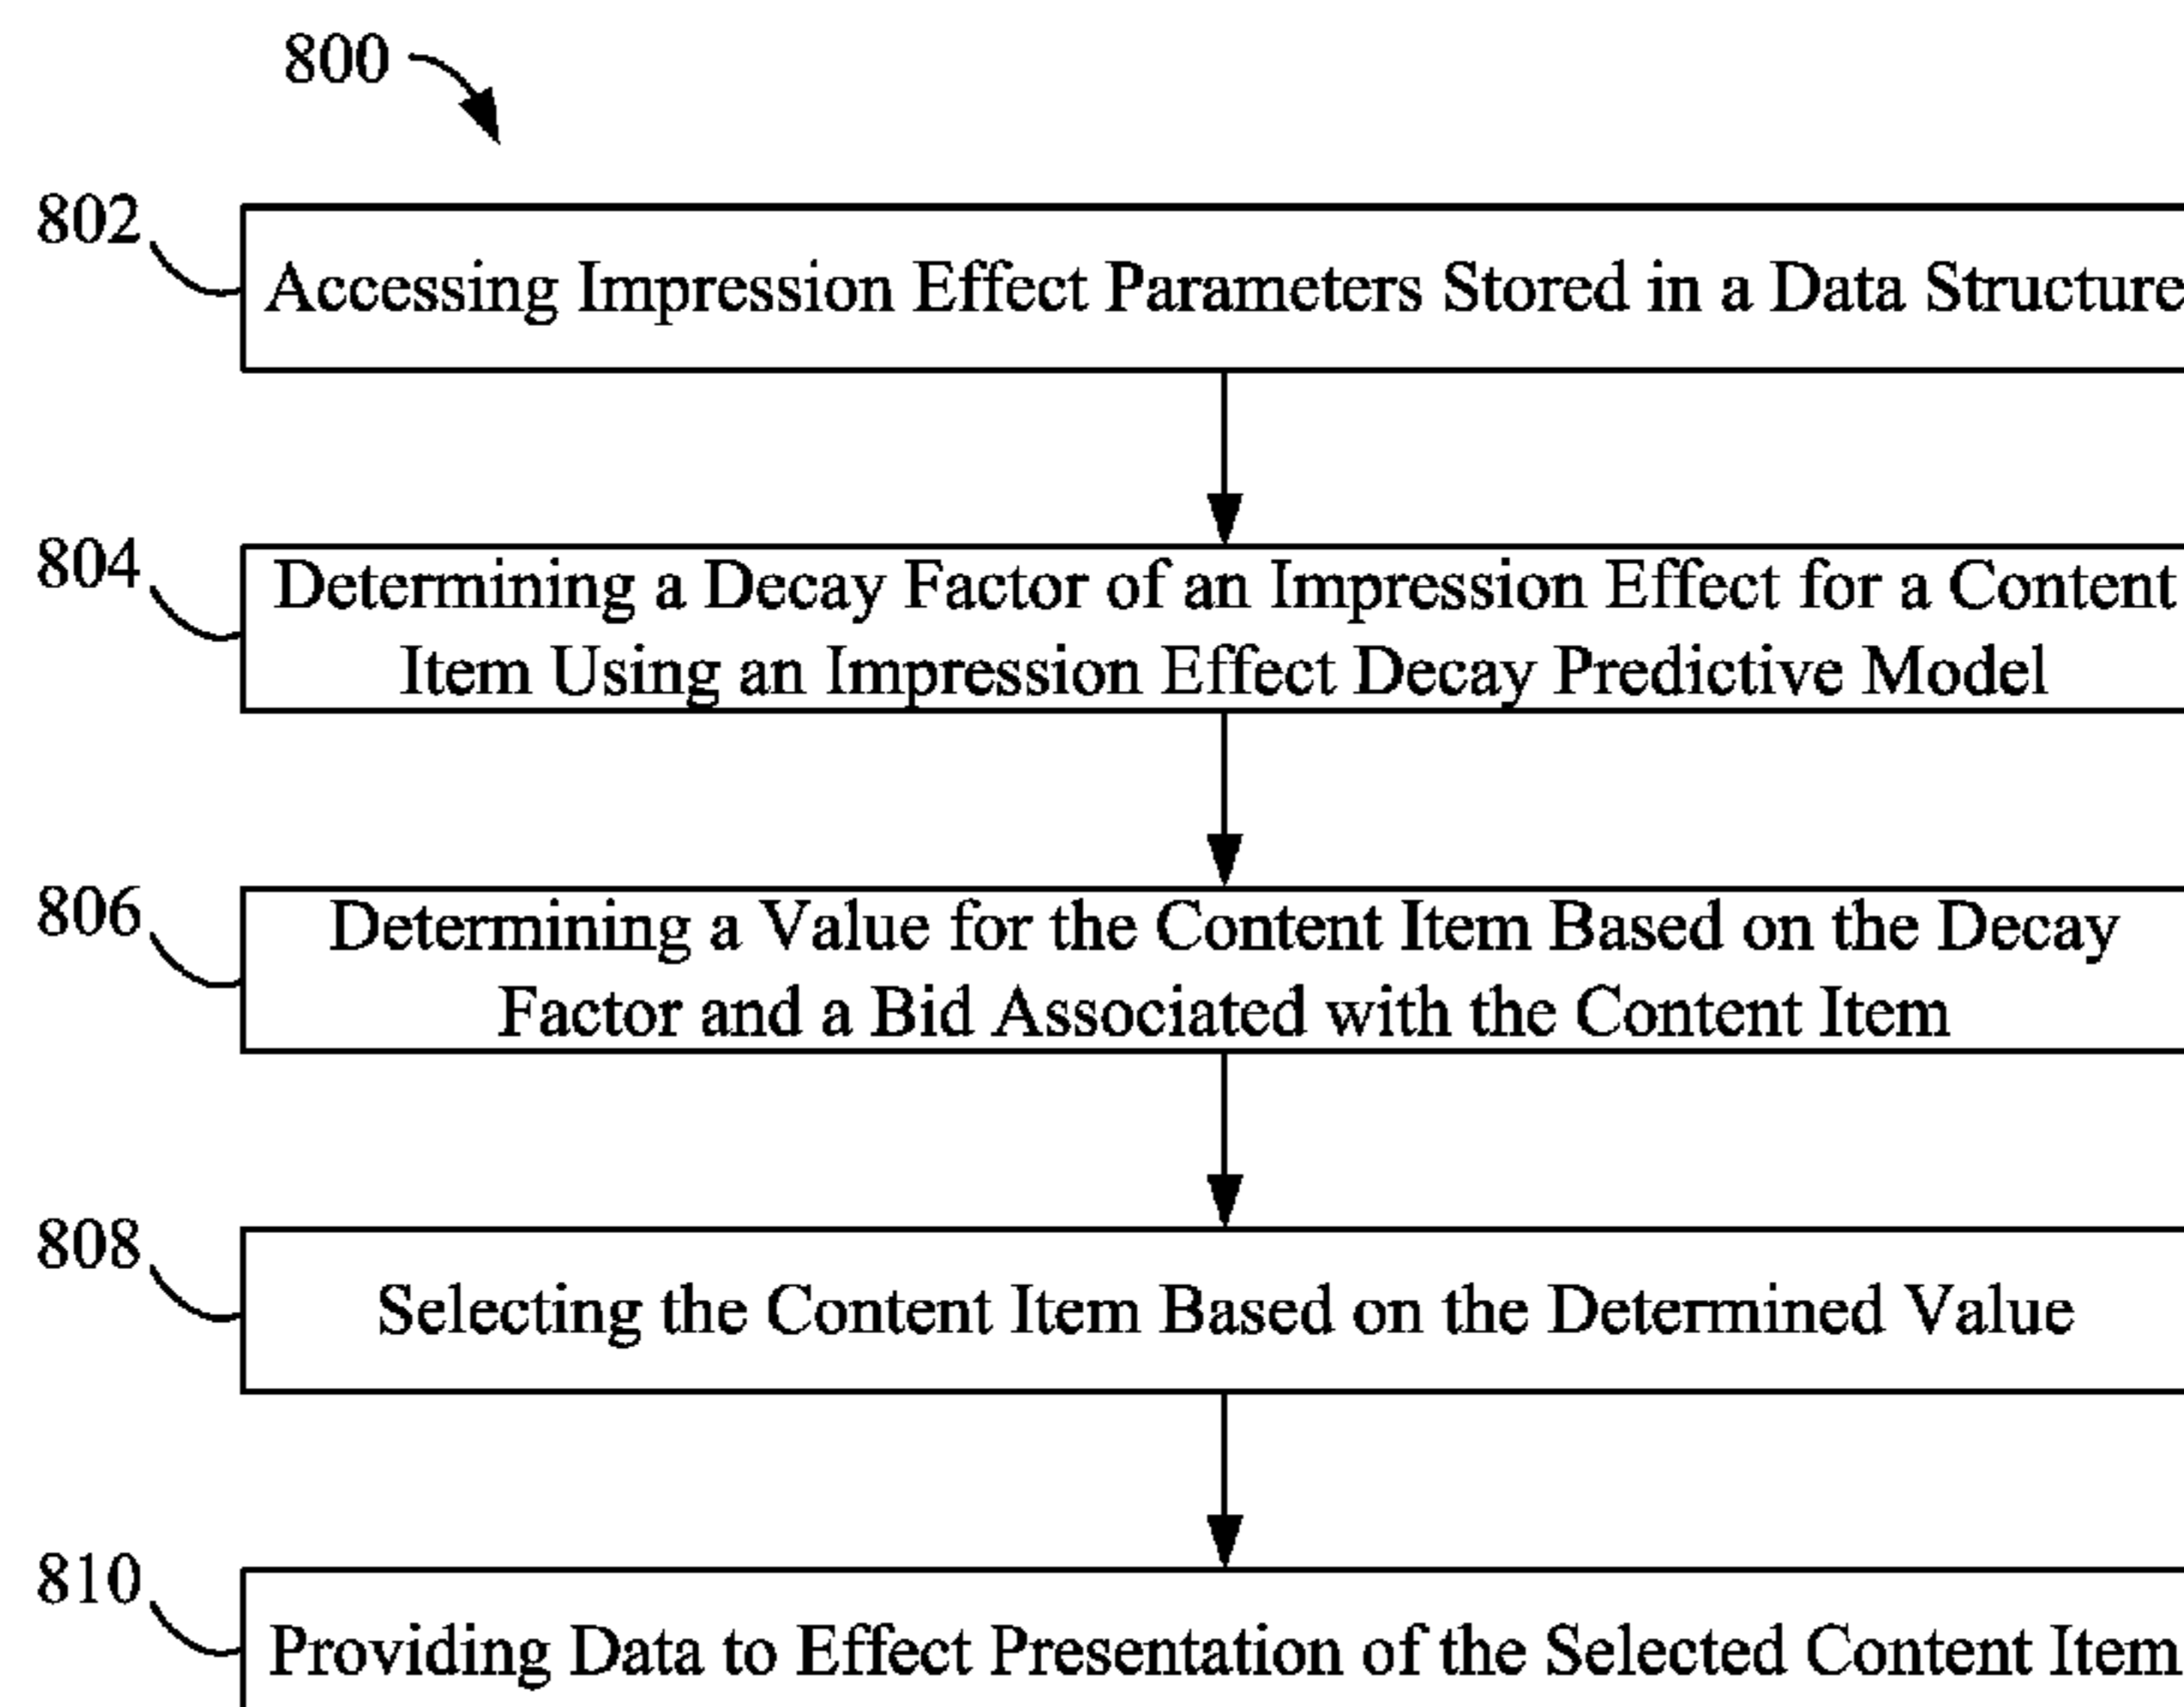 800
802
Accessing Impression Effect Parameters Stored in a Data Structure
804
Determining a Decay Factor of an Impression Effect for a Content
Item Using an Impression Effect Decay Predictive Model
806
Determining a Value for the Content Item Based on the Decay
Factor and a Bid Associated with the Content Item
808
Selecting the Content Item Based on the Determined Value
810
Providing Data to Effect Presentation of the Selected Content Item